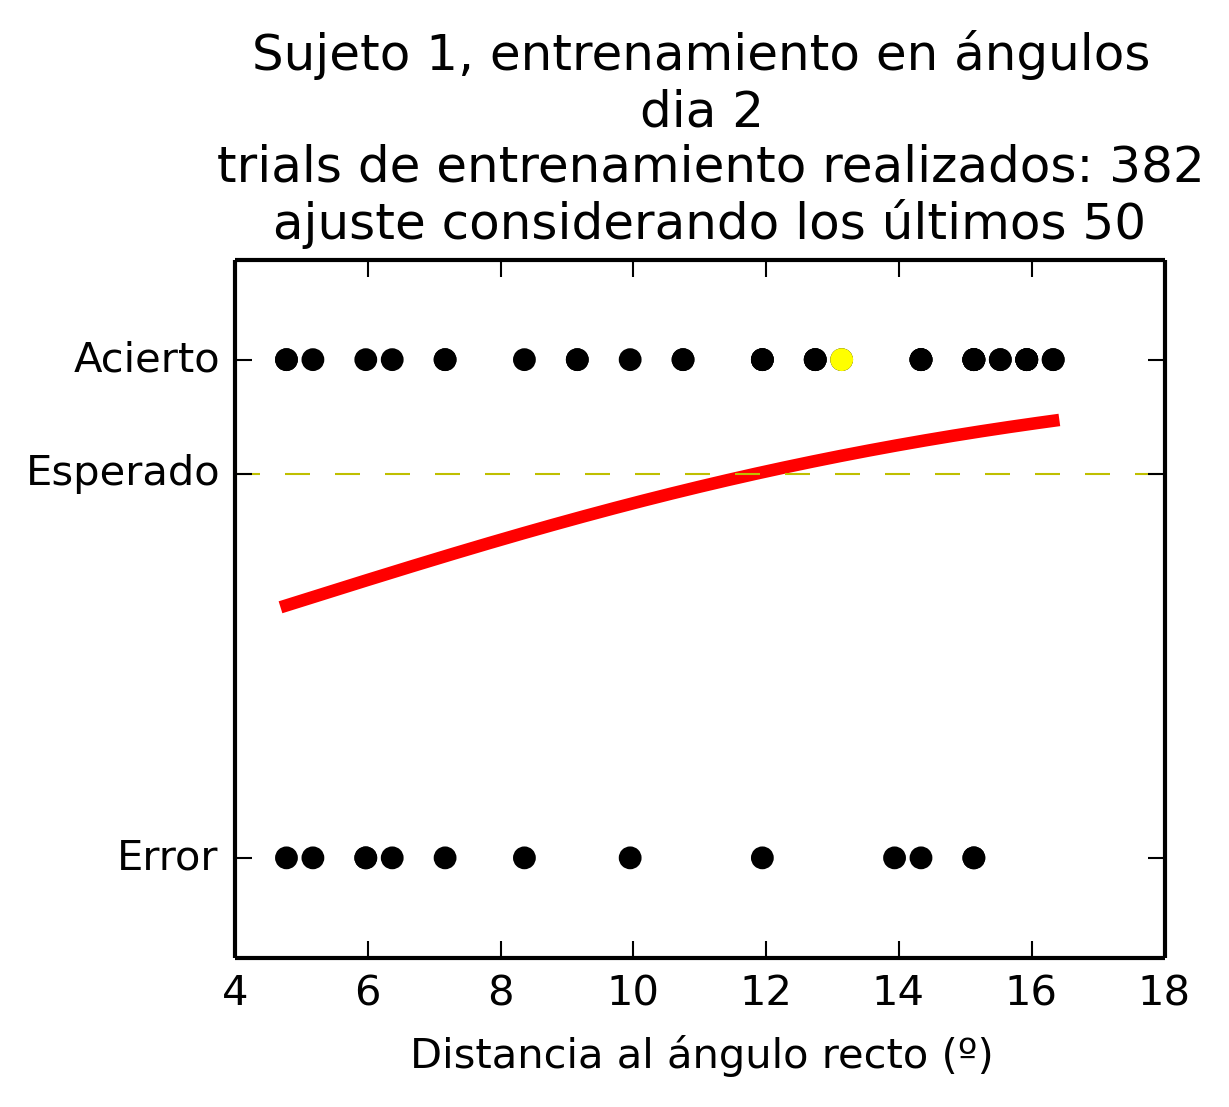 Sujeto 1, entrenamiento en ángulos
dia 2
trials de entrenamiento realizados: 382
ajuste considerando los últimos 50
Acierto
Esperado
Error
4 6 8 10 12 14 16 18
Distancia al ángulo recto (º)